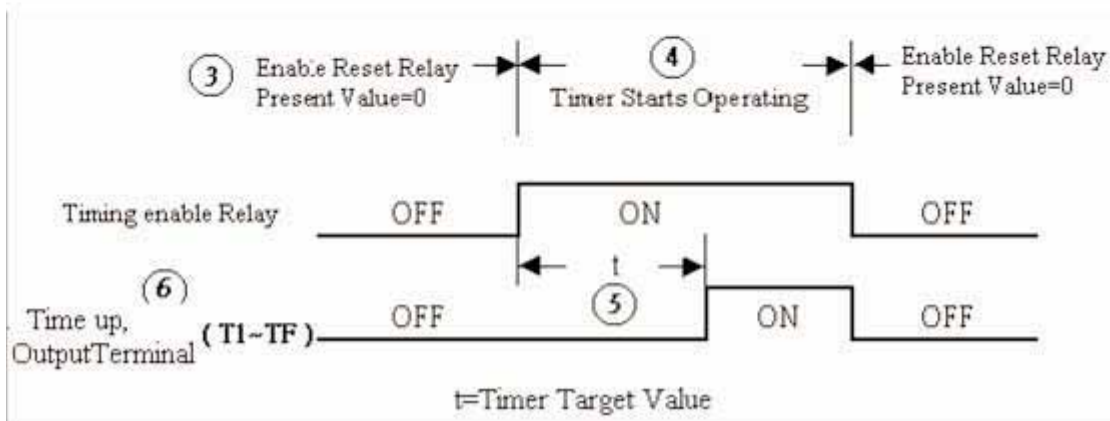 3 Enable Reset Relay
Present Value=0
4
Timer Starts Operating
Enable Reset Relay
Present Value=0
Timing enable Relay OFF ON OFF
t
5
6
Time up,
OutputTerminal (T1~TF) OFF ON OFF
t=Timer Target Value